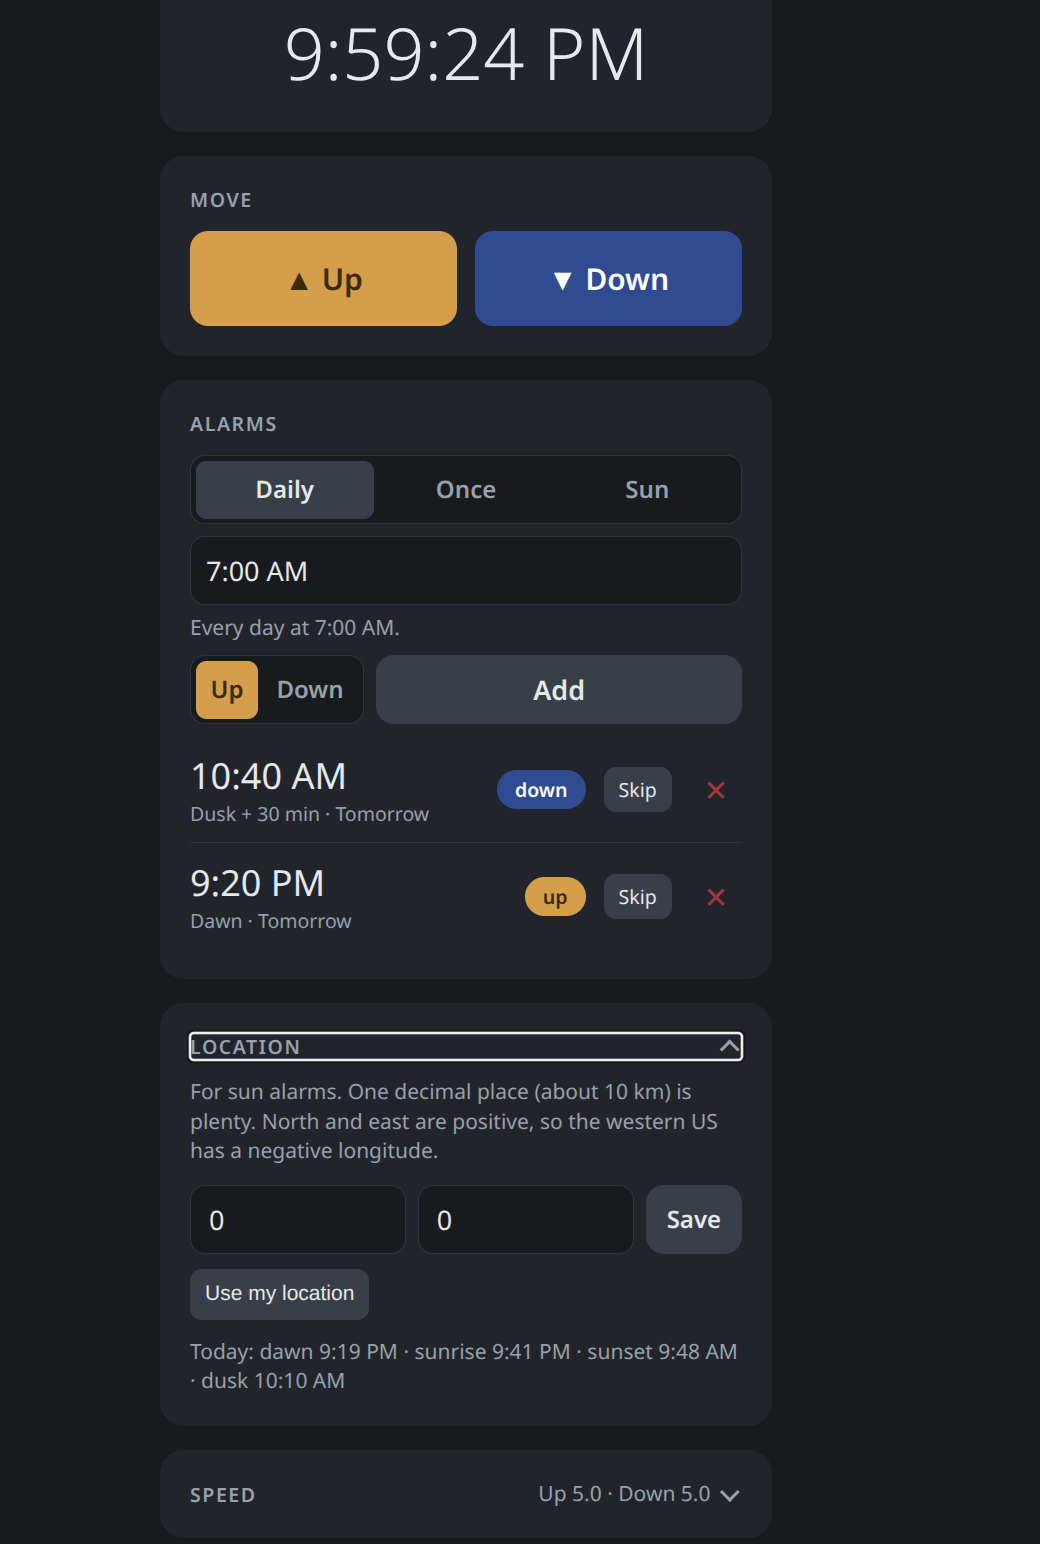 9:59:24 PM
MOVE
▲ Up
▼ Down
ALARMS
Daily
Once
Sun
7:00 AM
Every day at 7:00 AM.
Up
Down
Add
10:40 AM
down
Skip
✕
Dusk + 30 min · Tomorrow
9:20 PM
up
Skip
✕
Dawn · Tomorrow
LOCATION
For sun alarms. One decimal place (about 10 km) is
plenty. North and east are positive, so the western US
has a negative longitude.
0
0
Save
Use my location
Today: dawn 9:19 PM · sunrise 9:41 PM · sunset 9:48 AM
· dusk 10:10 AM
SPEED
Up 5.0 · Down 5.0